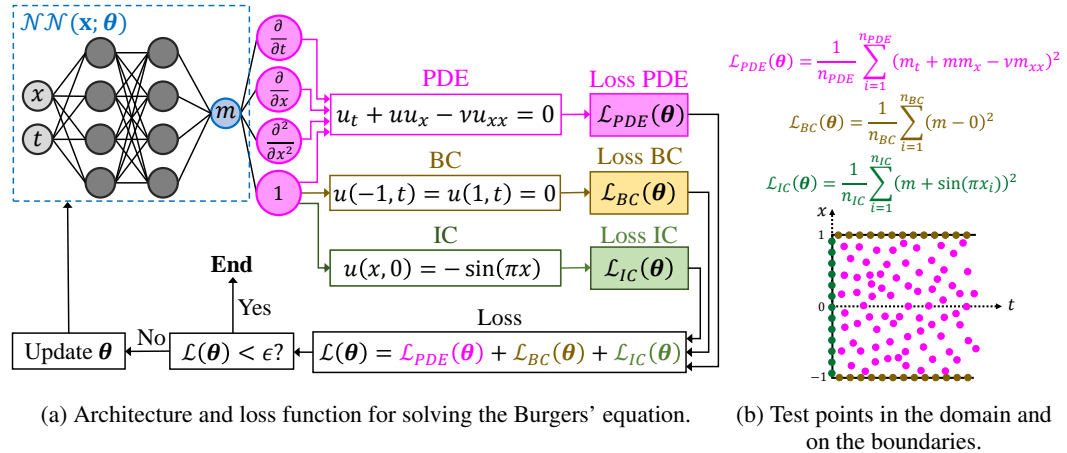 𝒩𝒩(𝐱; 𝜽)
x
t
m
∂/∂t
∂/∂x
∂²/∂x²
1
PDE
u_t + uu_x − νu_xx = 0
Loss PDE
ℒ_PDE(𝜽)
BC
u(−1, t) = u(1, t) = 0
Loss BC
ℒ_BC(𝜽)
IC
u(x, 0) = − sin(πx)
Loss IC
ℒ_IC(𝜽)
Loss
ℒ(𝜽) = ℒ_PDE(𝜽) + ℒ_BC(𝜽) + ℒ_IC(𝜽)
ℒ(𝜽) < ϵ?
Yes
End
No
Update 𝜽
(a) Architecture and loss function for solving the Burgers’ equation.
ℒ_PDE(𝜽) = 1/n_PDE ∑_{i=1}^{n_PDE} (m_t + mm_x − νm_xx)²
ℒ_BC(𝜽) = 1/n_BC ∑_{i=1}^{n_BC} (m − 0)²
ℒ_IC(𝜽) = 1/n_IC ∑_{i=1}^{n_IC} (m + sin(πx_i))²
x
1
0
t
−1
(b) Test points in the domain and
on the boundaries.